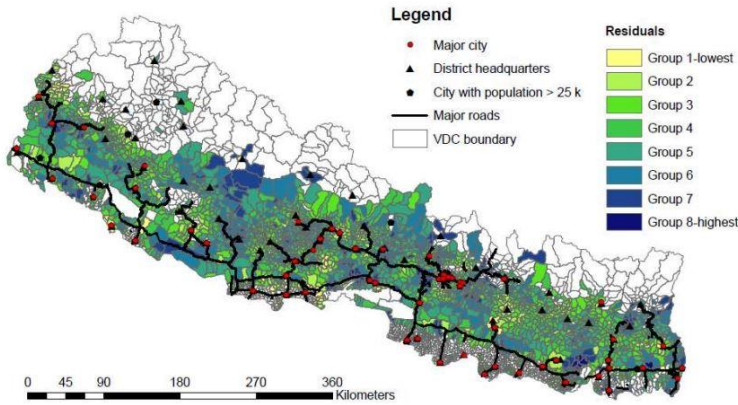 Legend
Major city
District headquarters
City with population > 25 k
Major roads
VDC boundary
Residuals
Group 1-lowest
Group 2
Group 3
Group 4
Group 5
Group 6
Group 7
Group 8-highest
0 45 90 180 270 360
Kilometers